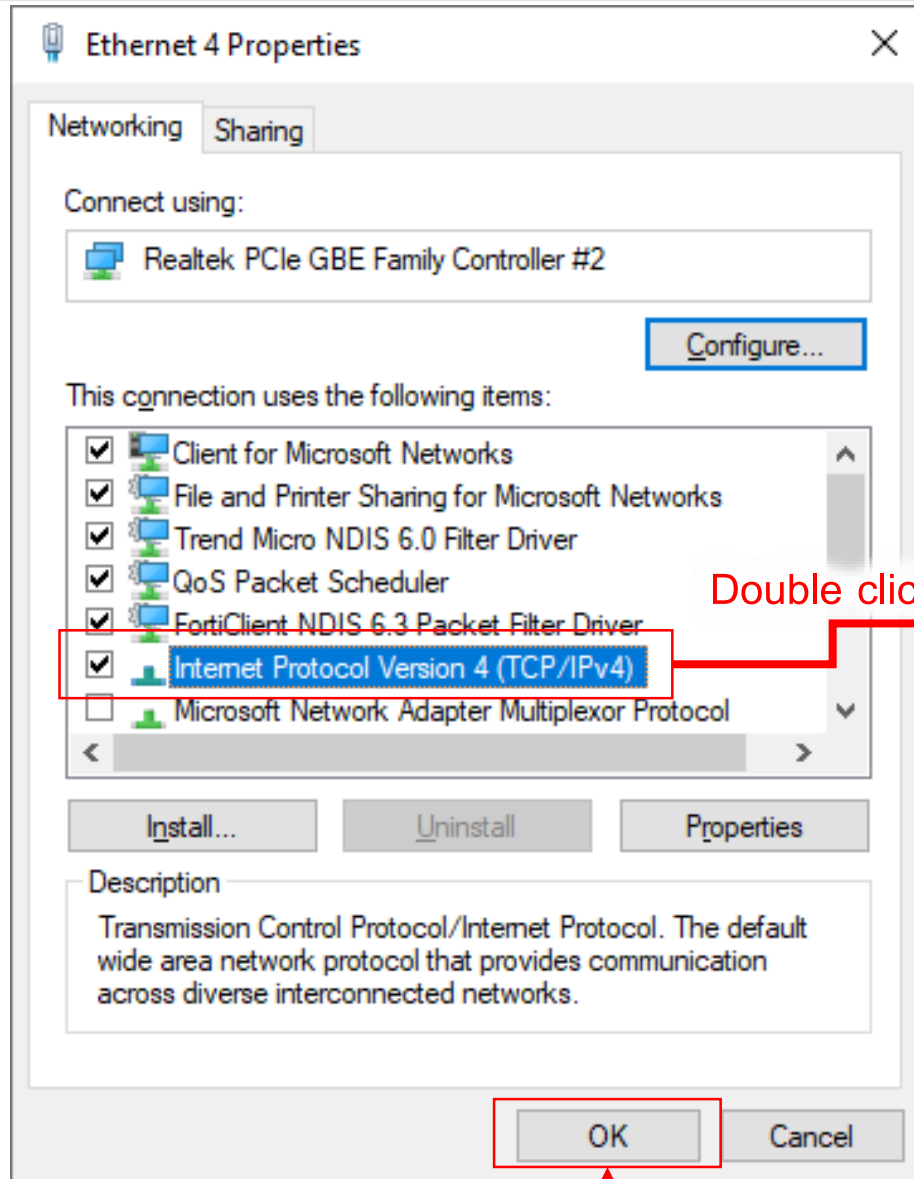 Ethernet 4 Properties
Networking
Sharing
Connect using:
Realtek PCIe GBE Family Controller #2
Configure...
This connection uses the following items:
Client for Microsoft Networks
File and Printer Sharing for Microsoft Networks
Trend Micro NDIS 6.0 Filter Driver
QoS Packet Scheduler
Double
FortiClient NDIS 6.3 Packet Filter Driver
Internet Protocol Version 4 (TCP/IPv4)
Microsoft Network Adapter Multiplexor Protocol
Install...
Uninstall
Properties
Description
Transmission Control Protocol/Internet Protocol. The default
wide area network protocol that provides communication
across diverse interconnected networks.
OK
Cancel